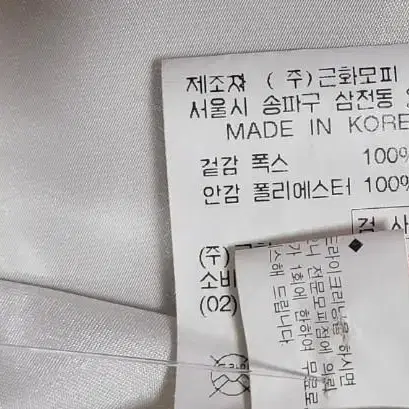 제조자 ( 주)근화모피
서울시 송파구 삼전동
MADE IN KORE
겉감 폭스 100%
안감 폴리에스터 100%
검 사
(주)
소비
(02)
드라이크리닝을 하시면
전문모피점에 의뢰
가 1회에 한하여 무료로
스해 드립니다.